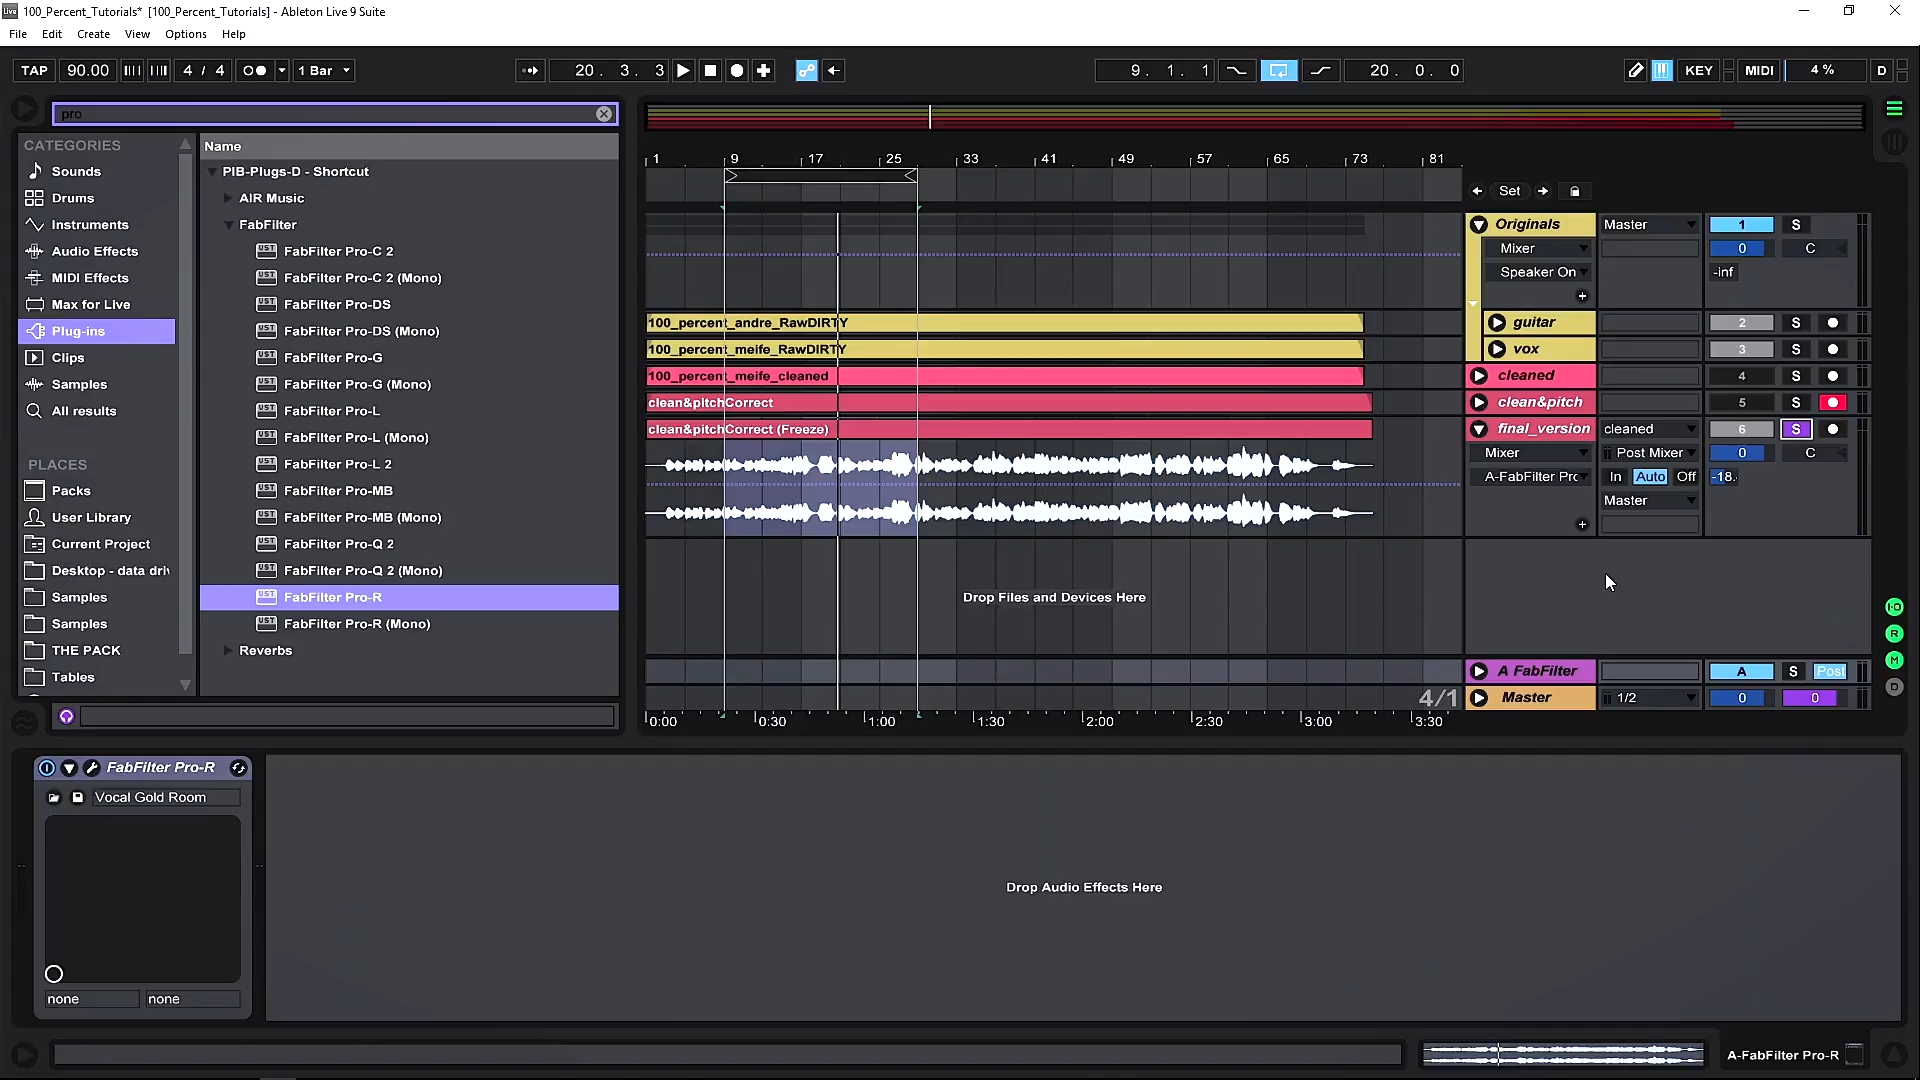 100_Percent_Tutorials* [100_Percent_Tutorials] - Ableton Live 9 Suite
File Edit Create View Options Help
TAP 90.00 4 / 4 1 Bar 20. 3. 3 9. 1. 1 20. 0. 0 KEY MIDI 4 % D
pro
CATEGORIES
Sounds
Drums
Instruments
Audio Effects
MIDI Effects
Max for Live
Plug-ins
Clips
Samples
All results
PLACES
Packs
User Library
Current Project
Desktop - data driv
Samples
Samples
THE PACK
Tables
Name
PIB-Plugs-D - Shortcut
AIR Music
FabFilter
FabFilter Pro-C 2
FabFilter Pro-C 2 (Mono)
FabFilter Pro-DS
FabFilter Pro-DS (Mono)
FabFilter Pro-G
FabFilter Pro-G (Mono)
FabFilter Pro-L
FabFilter Pro-L (Mono)
FabFilter Pro-L 2
FabFilter Pro-MB
FabFilter Pro-MB (Mono)
FabFilter Pro-Q 2
FabFilter Pro-Q 2 (Mono)
FabFilter Pro-R
FabFilter Pro-R (Mono)
Reverbs
1 9 17 25 33 41 49 57 65 73 81
Set
Originals Master 1 S
Mixer 0 C
Speaker On -inf
100_percent_andre_RawDIRTY guitar 2 S
100_percent_meife_RawDIRTY vox 3 S
100_percent_meife_cleaned cleaned 4 S
clean&pitchCorrect clean&pitch 5 S
clean&pitchCorrect (Freeze) final_version cleaned 6 S
Mixer Post Mixer 0 C
A-FabFilter Prc In Auto Off -18.
Master
Drop Files and Devices Here
A FabFilter A S Post
4/1 Master 1/2 0 0
0:00 0:30 1:00 1:30 2:00 2:30 3:00 3:30
I·O
R
M
D
FabFilter Pro-R
Vocal Gold Room
none none
Drop Audio Effects Here
A-FabFilter Pro-R